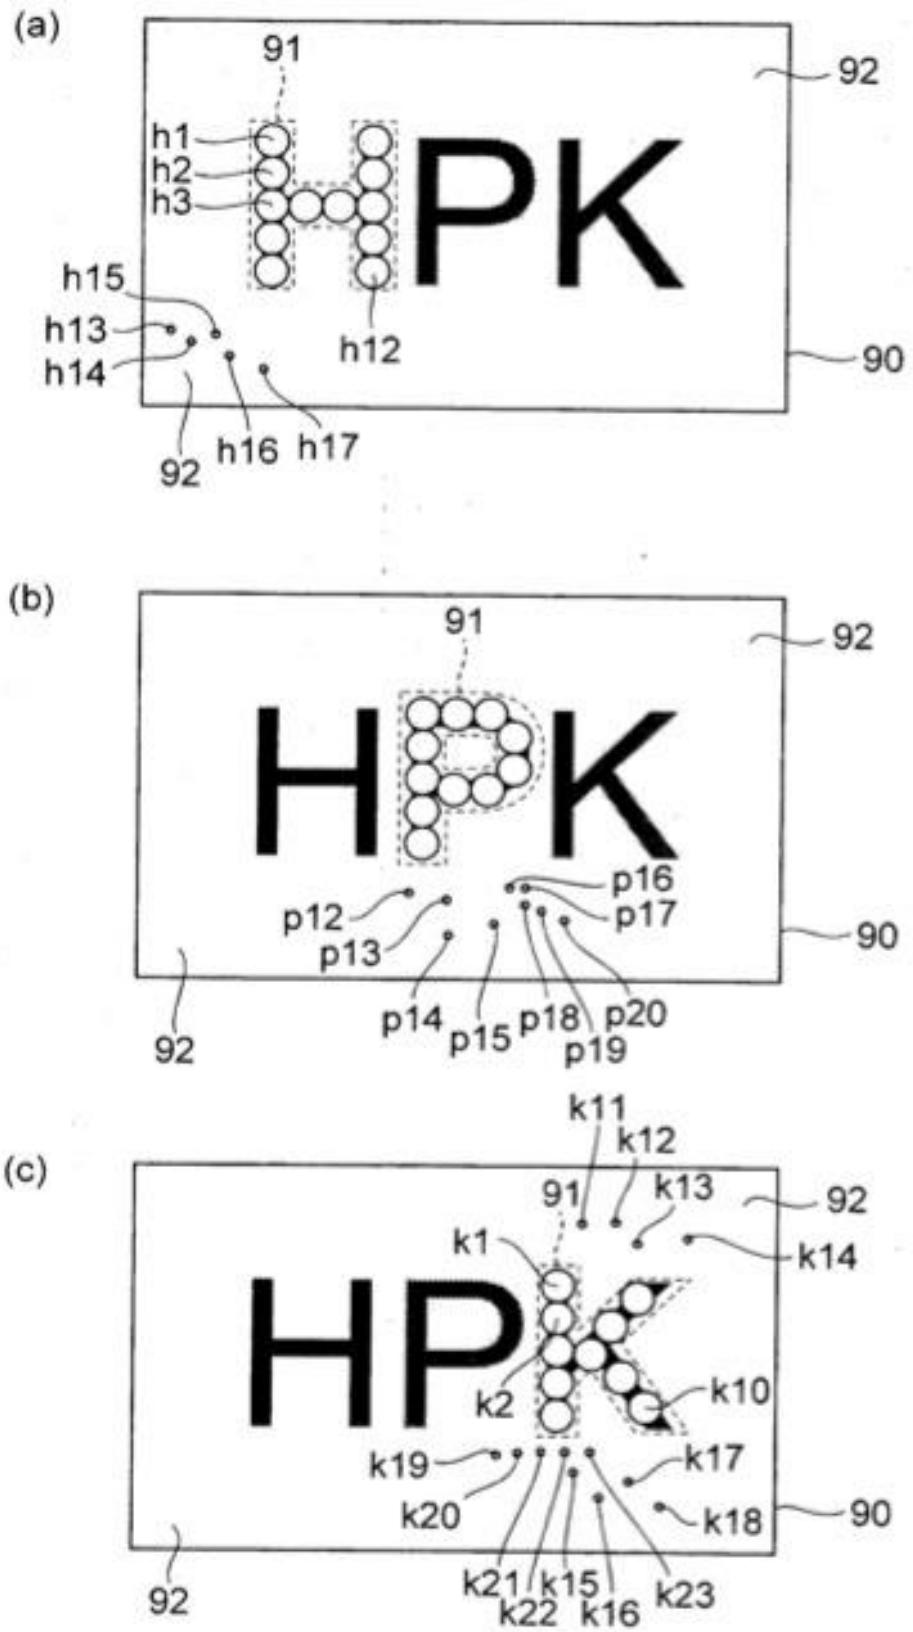 (a)
91
92
h1
h2
h3
HPK
h15
h13
h14
h12
90
h16 h17
92
(b)
91
92
HPK
p16
p12 p17
p13
90
p14 p15 p18 p20
p19
92
k11
k12
(c)
91 k13 92
k1 k14
HPK
k2 k10
k19 k17
k20 k18 90
k21 k15 k23
k22 k16
92